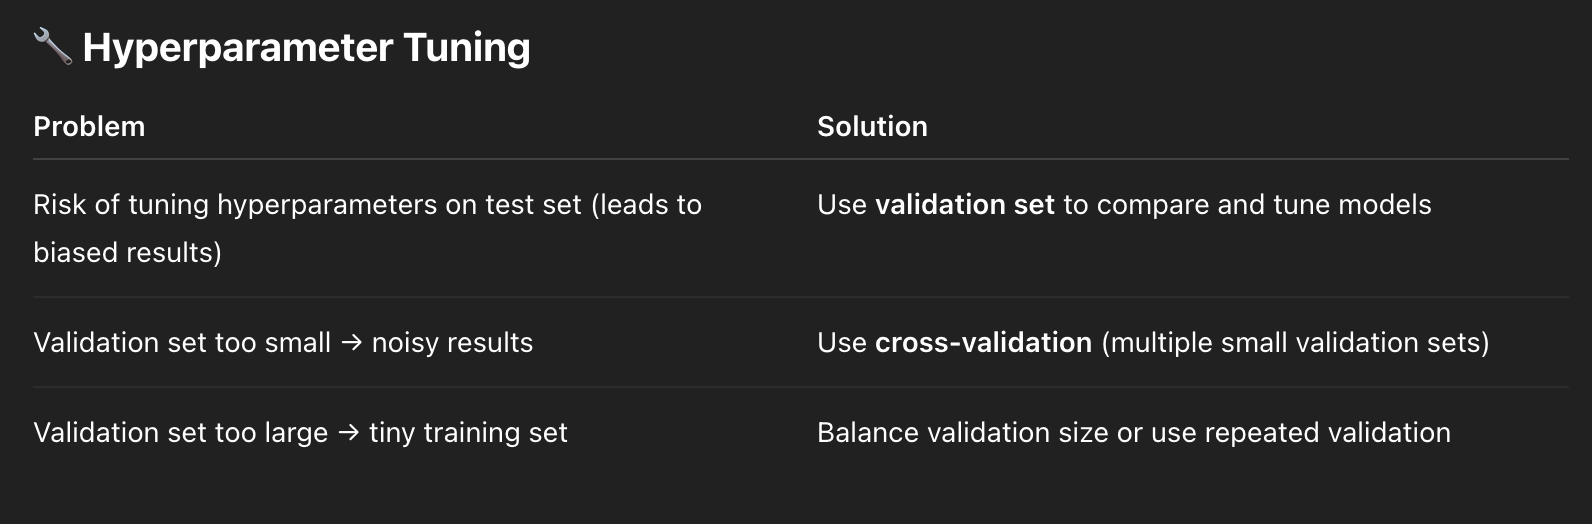 🔧 Hyperparameter Tuning
Problem
Solution
Risk of tuning hyperparameters on test set (leads to
biased results)
Use validation set to compare and tune models
Validation set too small → noisy results
Use cross-validation (multiple small validation sets)
Validation set too large → tiny training set
Balance validation size or use repeated validation